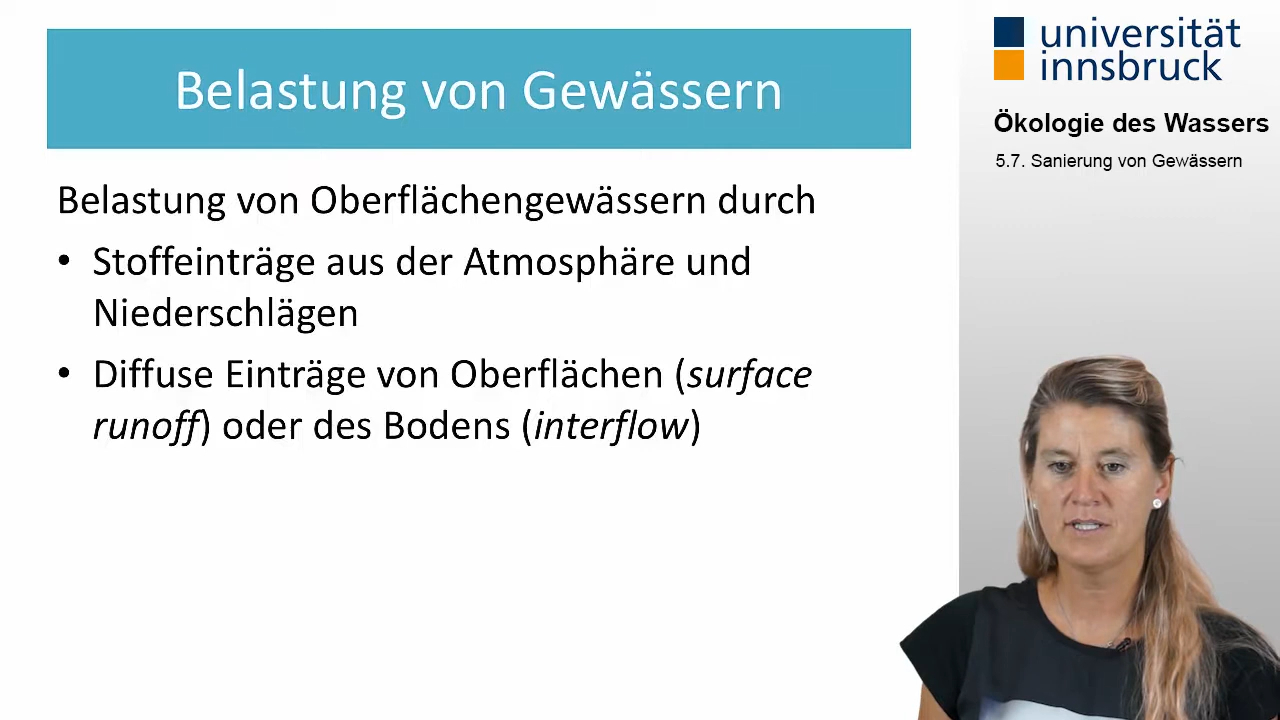 Belastung von Gewässern
Belastung von Oberflächengewässern durch
• Stoffeinträge aus der Atmosphäre und
Niederschlägen
• Diffuse Einträge von Oberflächen (surface
runoff) oder des Bodens (interflow)
universität
innsbruck
Ökologie des Wassers
5.7. Sanierung von Gewässern